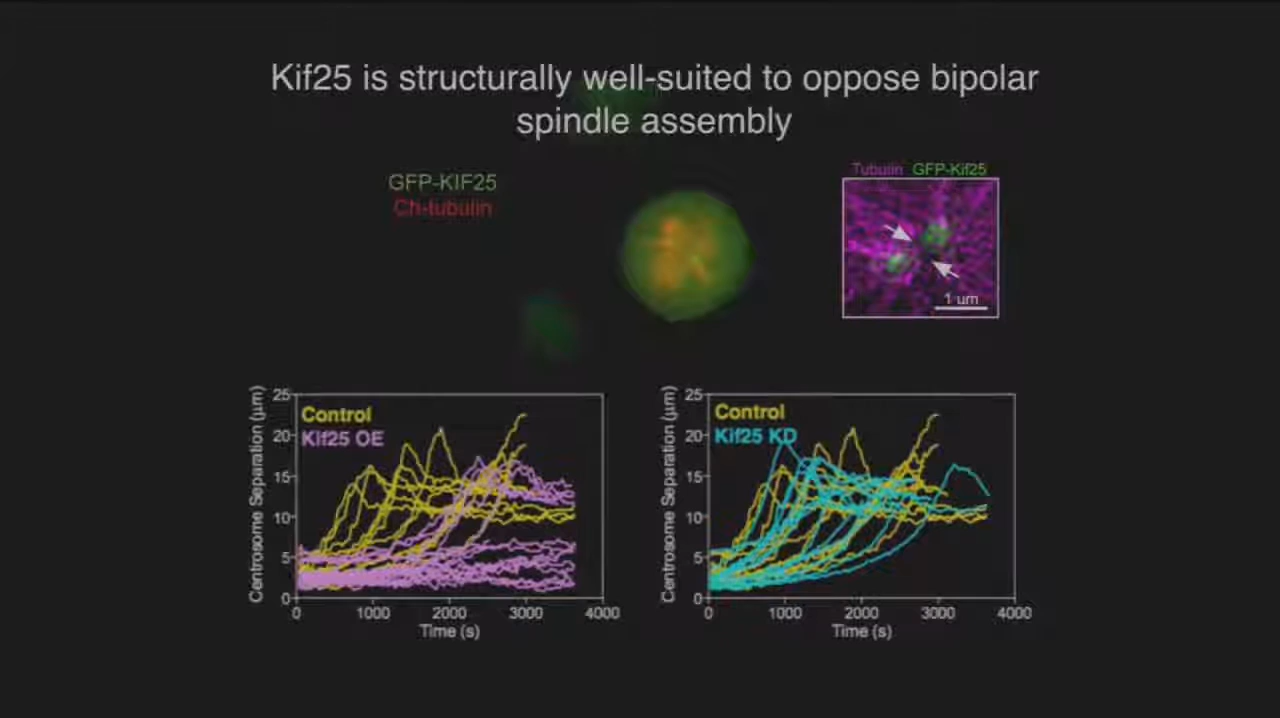 Kif25 is structurally well-suited to oppose bipolar
spindle assembly
GFP-KIF25
Ch-tubulin
Tubulin GFP-Kif25
1 um
Centrosome Separation (µm)
25
20
15
10
5
0
Control
Kif25 OE
0 1000 2000 3000 4000
Time (s)
Centrosome Separation (µm)
25
20
15
10
5
0
Control
Kif25 KD
0 1000 2000 3000 4000
Time (s)